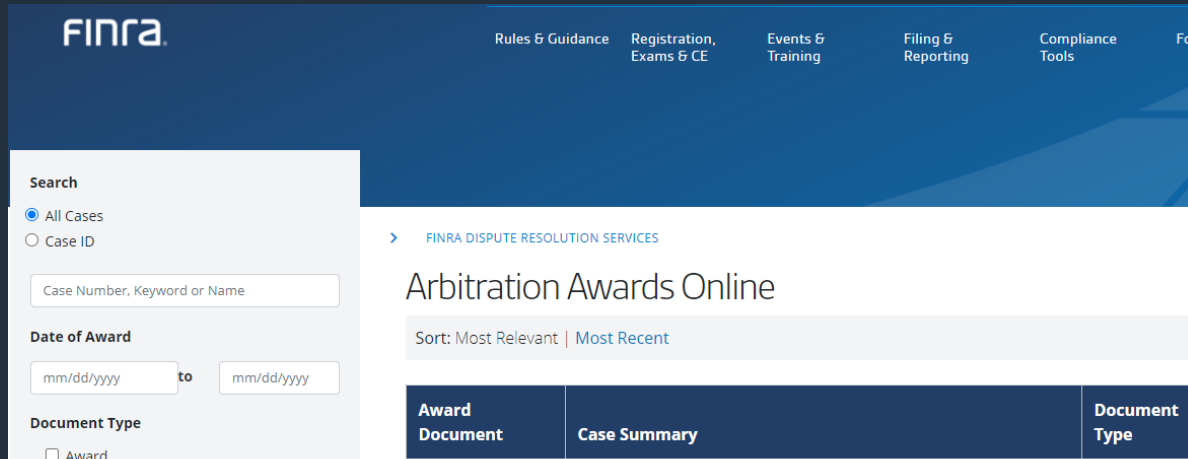 FINRA
Rules & Guidance
Registration,
Exams & CE
Events &
Training
Filing &
Reporting
Compliance
Tools
Search
All Cases
Case ID
Case Number, Keyword or Name
Date of Award
mm/dd/yyyy to mm/dd/yyyy
Document Type
Award
FINRA DISPUTE RESOLUTION SERVICES
Arbitration Awards Online
Sort: Most Relevant | Most Recent
Award
Document
Case Summary
Document
Type